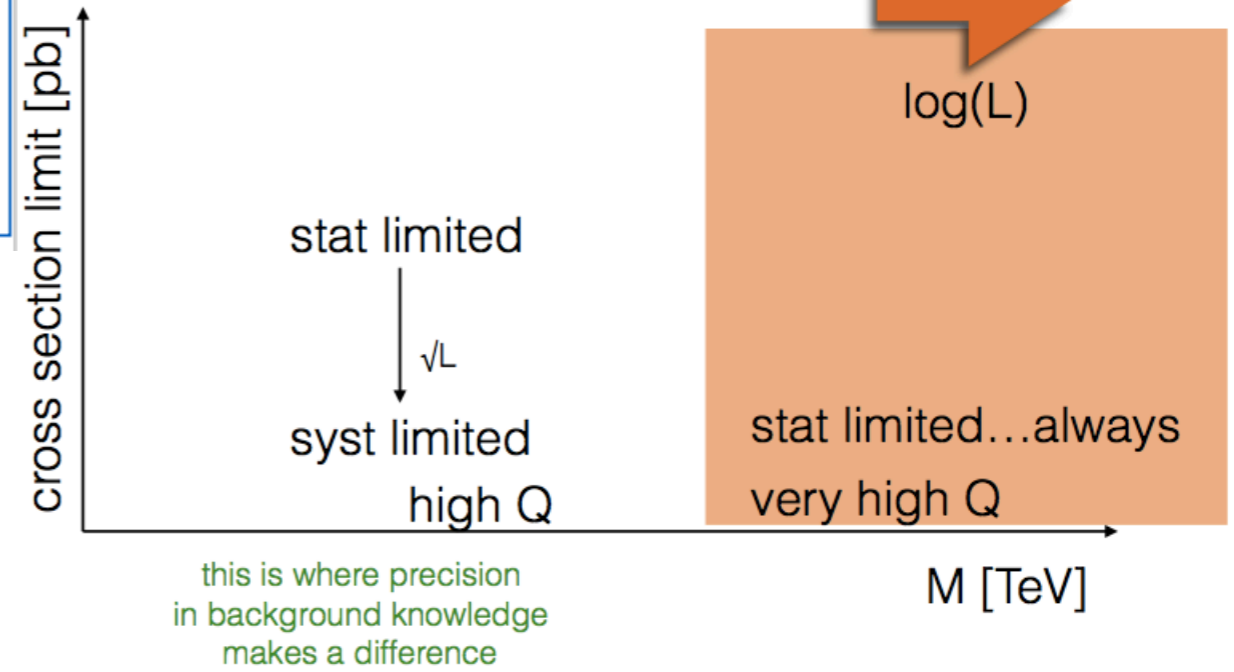 cross section limit [pb]
log(L)
stat limited
√L
syst limited
high Q
stat limited...always
very high Q
this is where precision
in background knowledge
makes a difference
M [TeV]